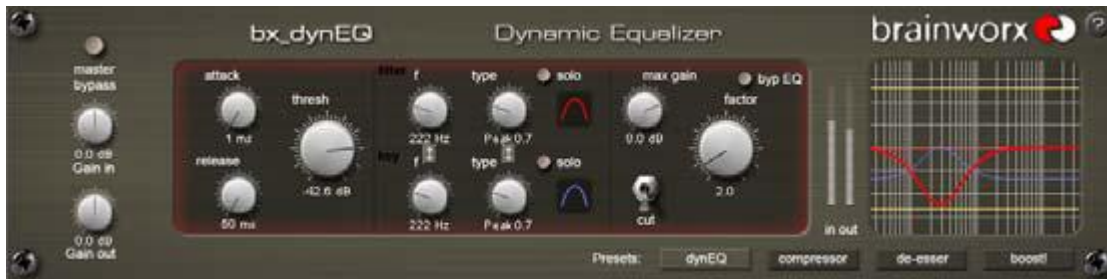 bx_dynEQ Dynamic Equalizer brainworx ?
master bypass
0.0 dB
Gain in
0.0 dB
Gain out
attack
1 ms
release
50 ms
thresh
-42.6 dB
filter f type solo
222 Hz Peak 0.7
key f type solo
222 Hz Peak 0.7
max gain byp EQ
0.0 dB
factor
2.0
cut
in out
Presets: dynEQ compressor de-esser boost!